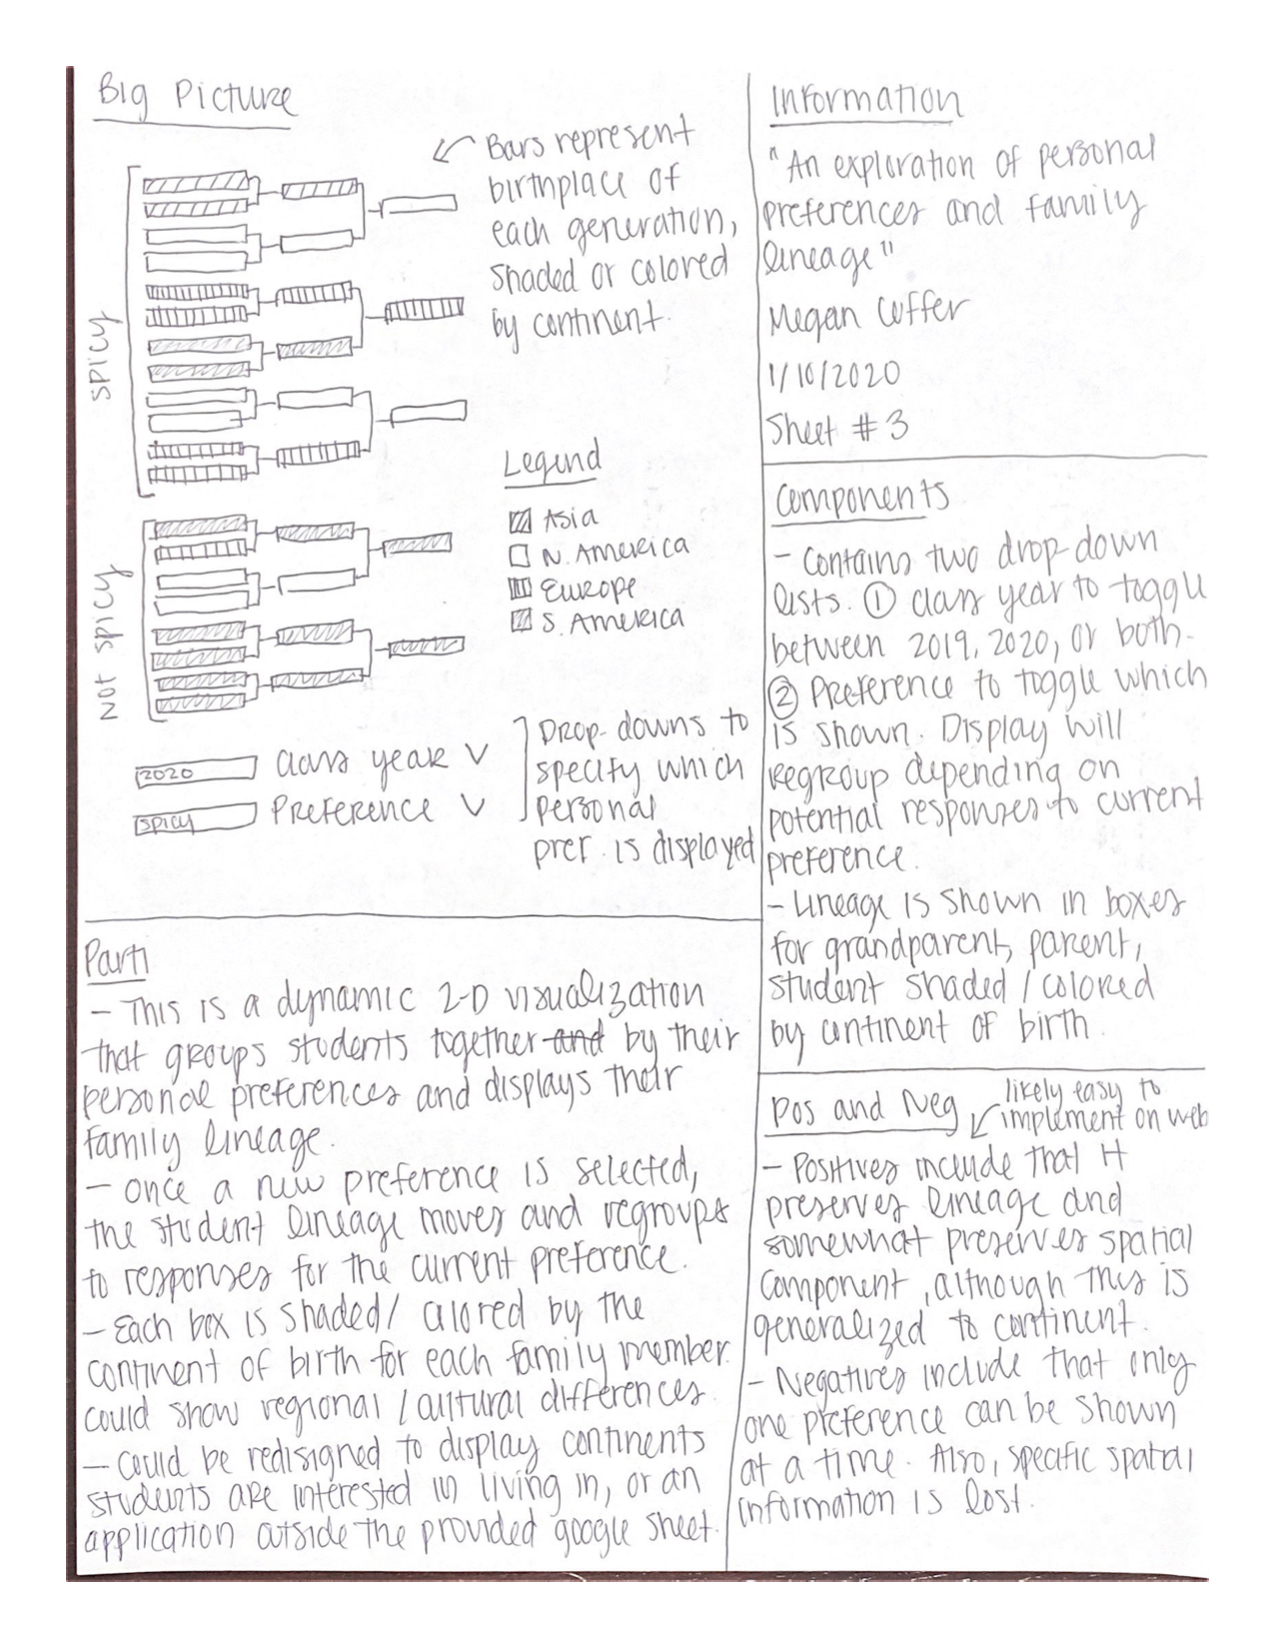 Big Picture
Bars represent
birthplace of
each generation,
shaded or colored
by continent.
spicy
Not spicy
Legend
Asia
N. America
Europe
S. America
2020 Class year
spicy Preference
Drop-downs to
specify which
personal
pref. is displayed
Information
"An exploration of personal
preferences and family
lineage"
Megan
1/10/2020
Sheet #3
Components
- Contains two drop-down
lists. ① class year to toggle
between 2019, 2020, or both.
② Preference to toggle which
is shown. Display will
regroup depending on
potential responses to current
preference.
- Lineage is shown in boxes
for grandparent, parent,
student shaded / colored
by continent of birth.
Parti
- This is a dynamic 2-D visualization
that groups students together and by their
personal preferences and displays their
family lineage.
- Once a new preference is selected,
the student lineage moves and regroups
to responses for the current preference.
- Each box is shaded / colored by the
continent of birth for each family member.
could show regional / cultural differences.
- Could be redisigned to display continents
students are interested in living in, or an
application outside the provided google sheet.
Pos and Neg
likely easy to
implement on web
- Positives include that it
preserves lineage and
somewhat preserves spatial
component, although this is
generalized to continent.
- Negatives include that only
one preference can be shown
at a time. Also, specific spatial
information is lost.